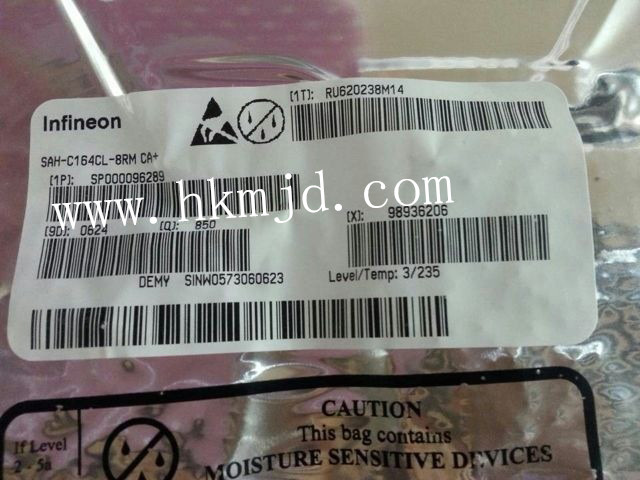 Infineon
[1T]: RU620238M14
SAH-C164CL-8RM CA+
[1P]: SP000096289
www.hkmjd.com
[9D]: 0624 [Q]: 850
[X]: 98936206
DEMY SINW0573060623 Level/Temp: 3/235
CAUTION
This bag contains
MOISTURE SENSITIVE DEVICES
If Level
2 - 5a